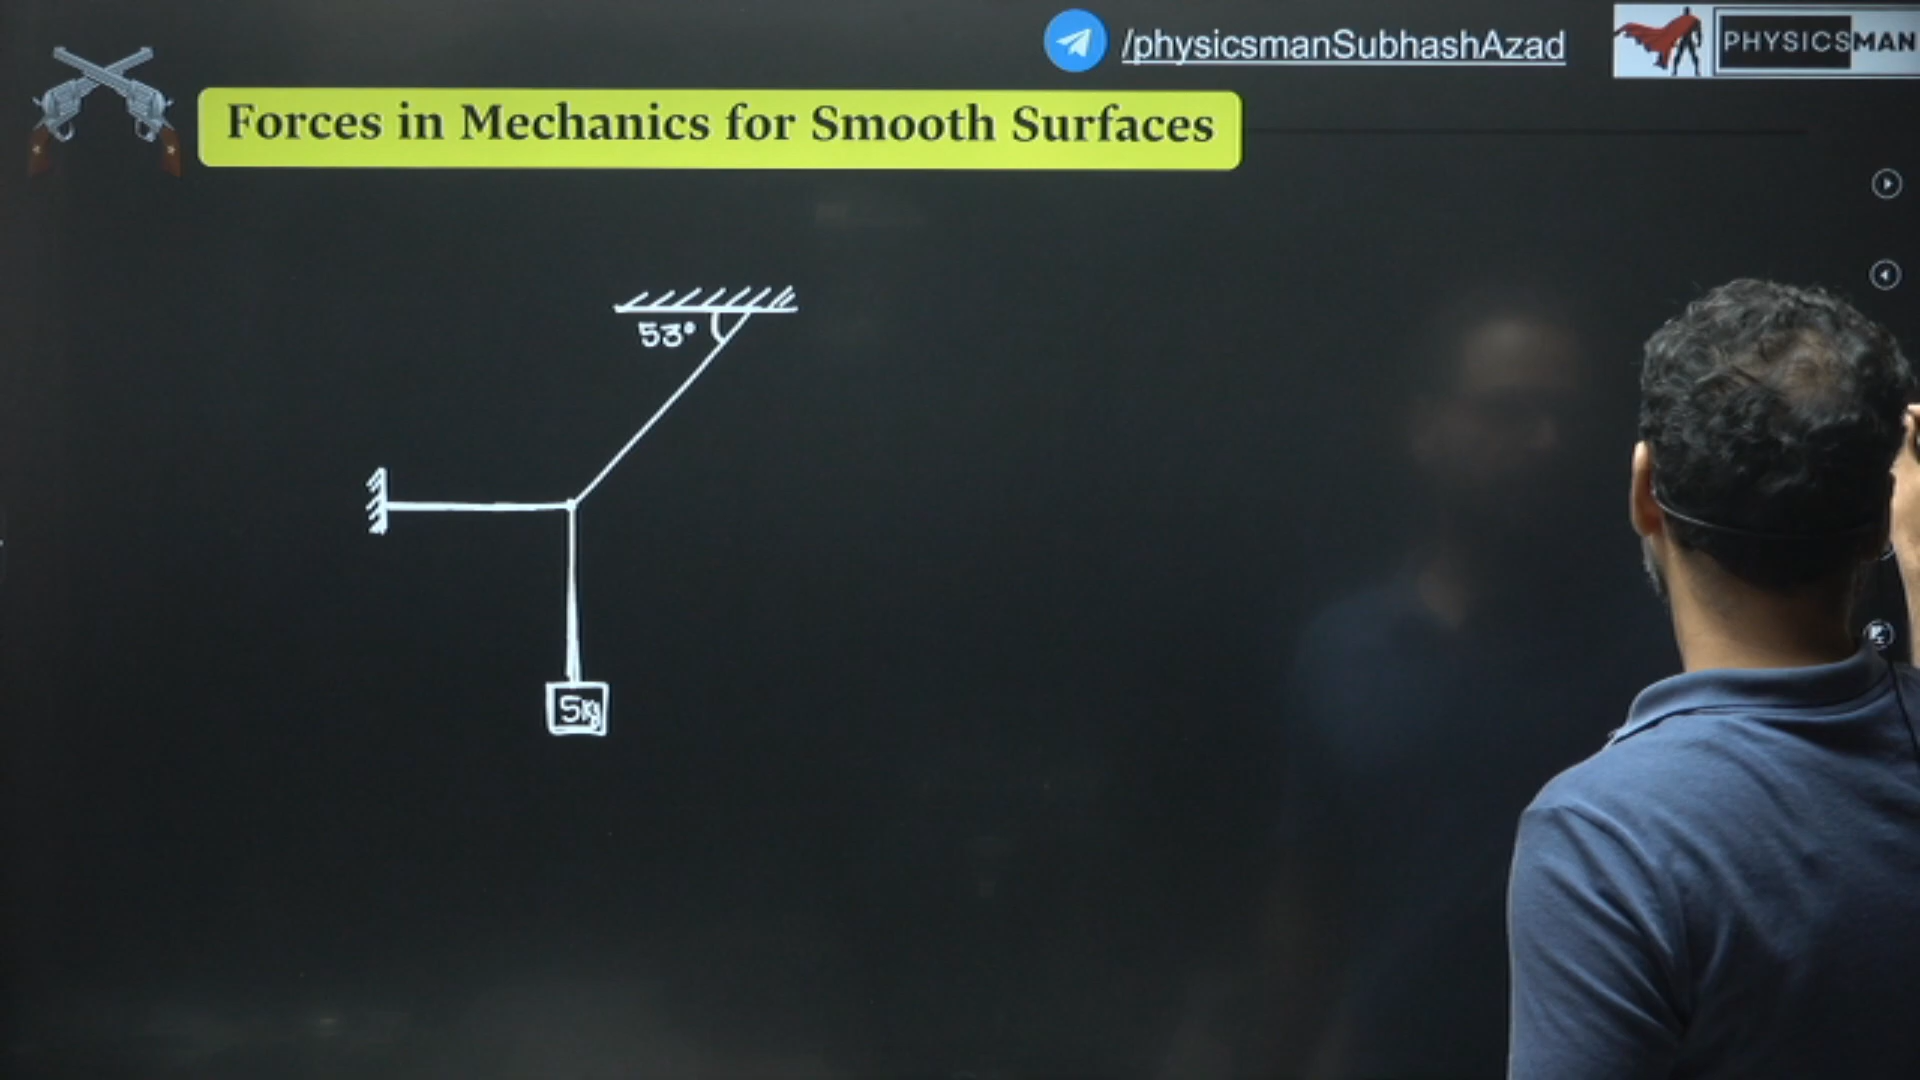 /physicsmanSubhashAzad
PHYSICSMAN
Forces in Mechanics for Smooth Surfaces
53°
5kg